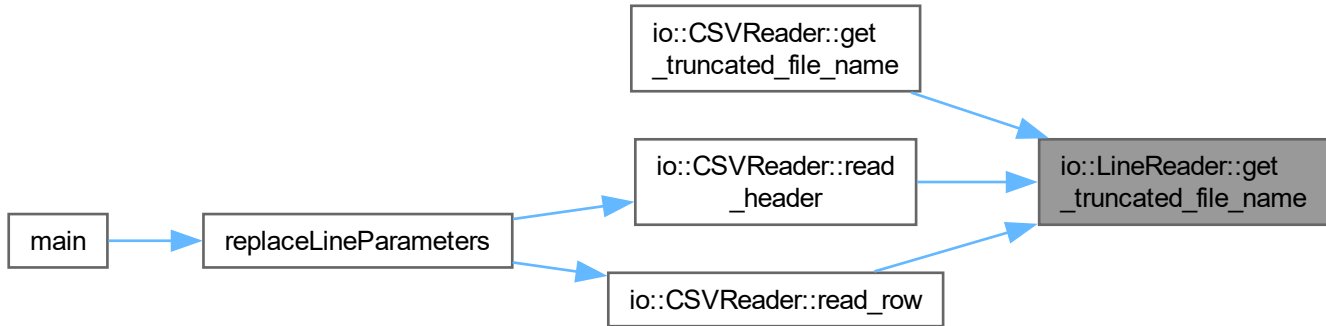 io::CSVReader::get
_truncated_file_name
io::CSVReader::read
_header
io::LineReader::get
_truncated_file_name
main
replaceLineParameters
io::CSVReader::read_row